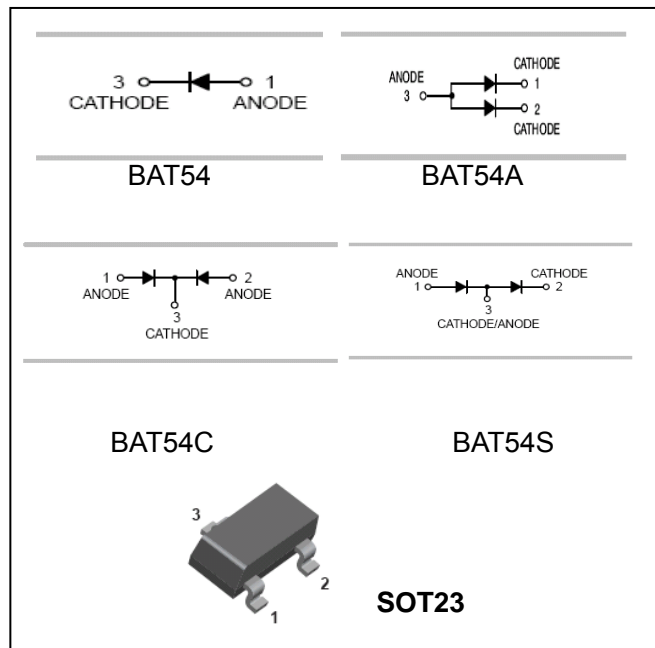 3 1
CATHODE ANODE
BAT54
CATHODE
ANODE 1
3
2
CATHODE
BAT54A
1 2
ANODE ANODE
3
CATHODE
BAT54C
ANODE CATHODE
1 2
3
CATHODE/ANODE
BAT54S
3
2
1
SOT23